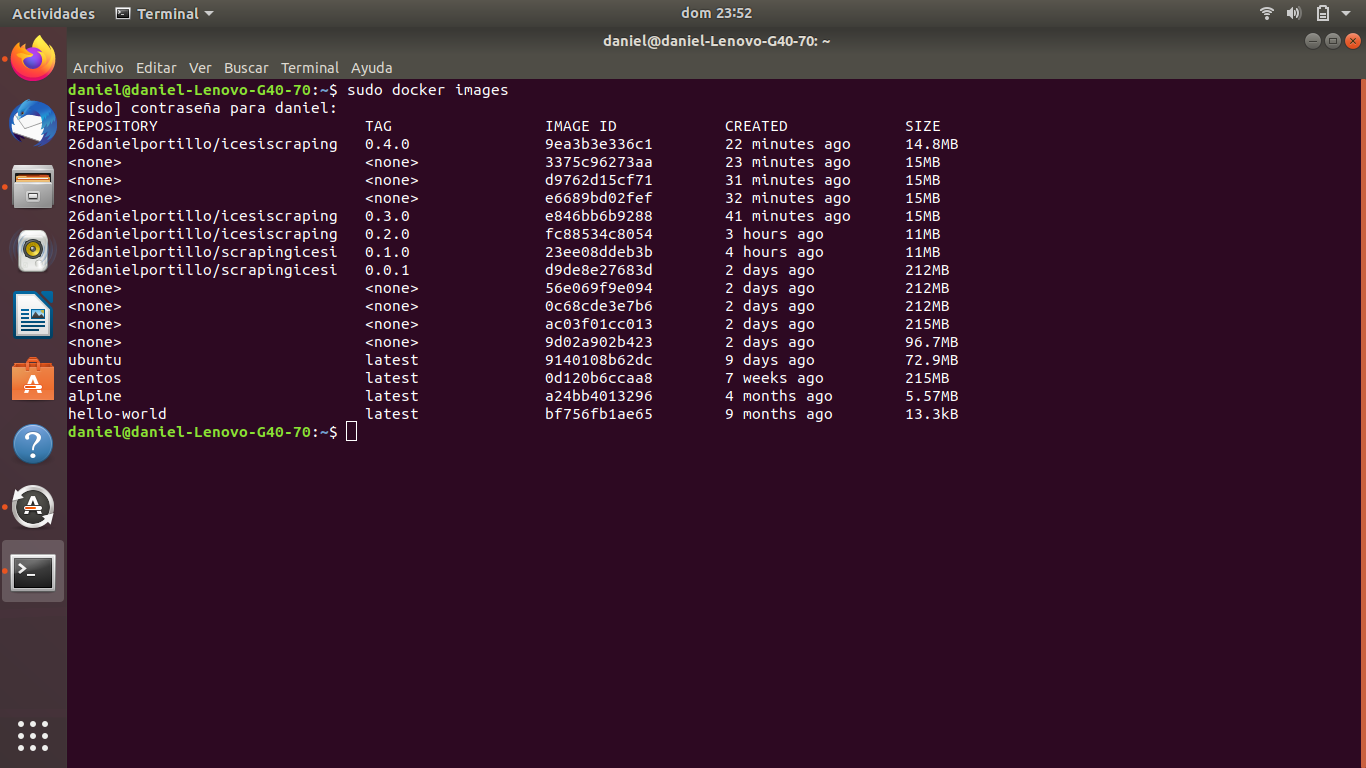 Actividades Terminal dom 23:52
daniel@daniel-Lenovo-G40-70: ~
Archivo Editar Ver Buscar Terminal Ayuda
daniel@daniel-Lenovo-G40-70:~$ sudo docker images
[sudo] contraseña para daniel:
REPOSITORY TAG IMAGE ID CREATED SIZE
26danielportillo/icesiscraping 0.4.0 9ea3b3e336c1 22 minutes ago 14.8MB
<none> <none> 3375c96273aa 23 minutes ago 15MB
<none> <none> d9762d15cf71 31 minutes ago 15MB
<none> <none> e6689bd02fef 32 minutes ago 15MB
26danielportillo/icesiscraping 0.3.0 e846bb6b9288 41 minutes ago 15MB
26danielportillo/icesiscraping 0.2.0 fc88534c8054 3 hours ago 11MB
26danielportillo/scrapingicesi 0.1.0 23ee08ddeb3b 4 hours ago 11MB
26danielportillo/scrapingicesi 0.0.1 d9de8e27683d 2 days ago 212MB
<none> <none> 56e069f9e094 2 days ago 212MB
<none> <none> 0c68cde3e7b6 2 days ago 212MB
<none> <none> ac03f01cc013 2 days ago 215MB
<none> <none> 9d02a902b423 2 days ago 96.7MB
ubuntu latest 9140108b62dc 9 days ago 72.9MB
centos latest 0d120b6ccaa8 7 weeks ago 215MB
alpine latest a24bb4013296 4 months ago 5.57MB
hello-world latest bf756fb1ae65 9 months ago 13.3kB
daniel@daniel-Lenovo-G40-70:~$